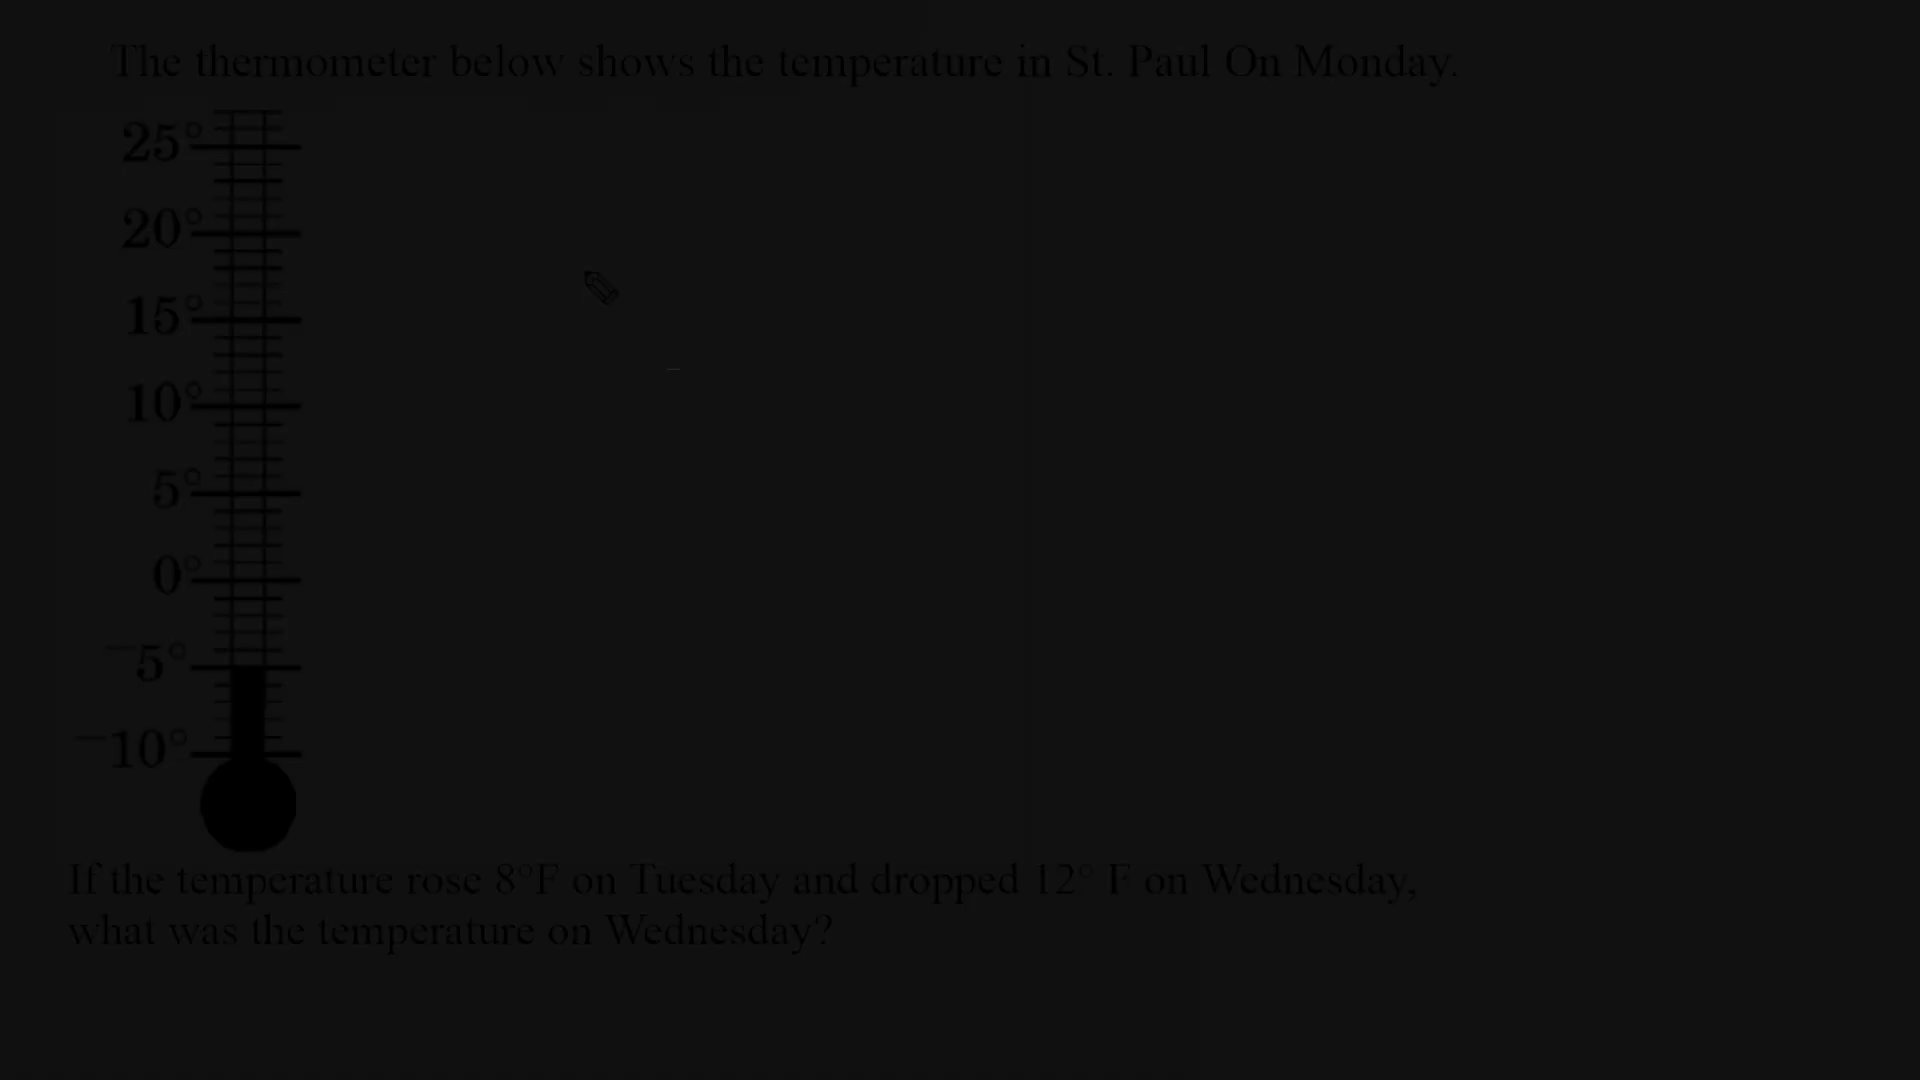 The thermometer below shows the temperature in St. Paul On Monday.
25°
20°
15°
10°
5°
0°
⁻5°
⁻10°
If the temperature rose 8°F on Tuesday and dropped 12° F on Wednesday,
what was the temperature on Wednesday?